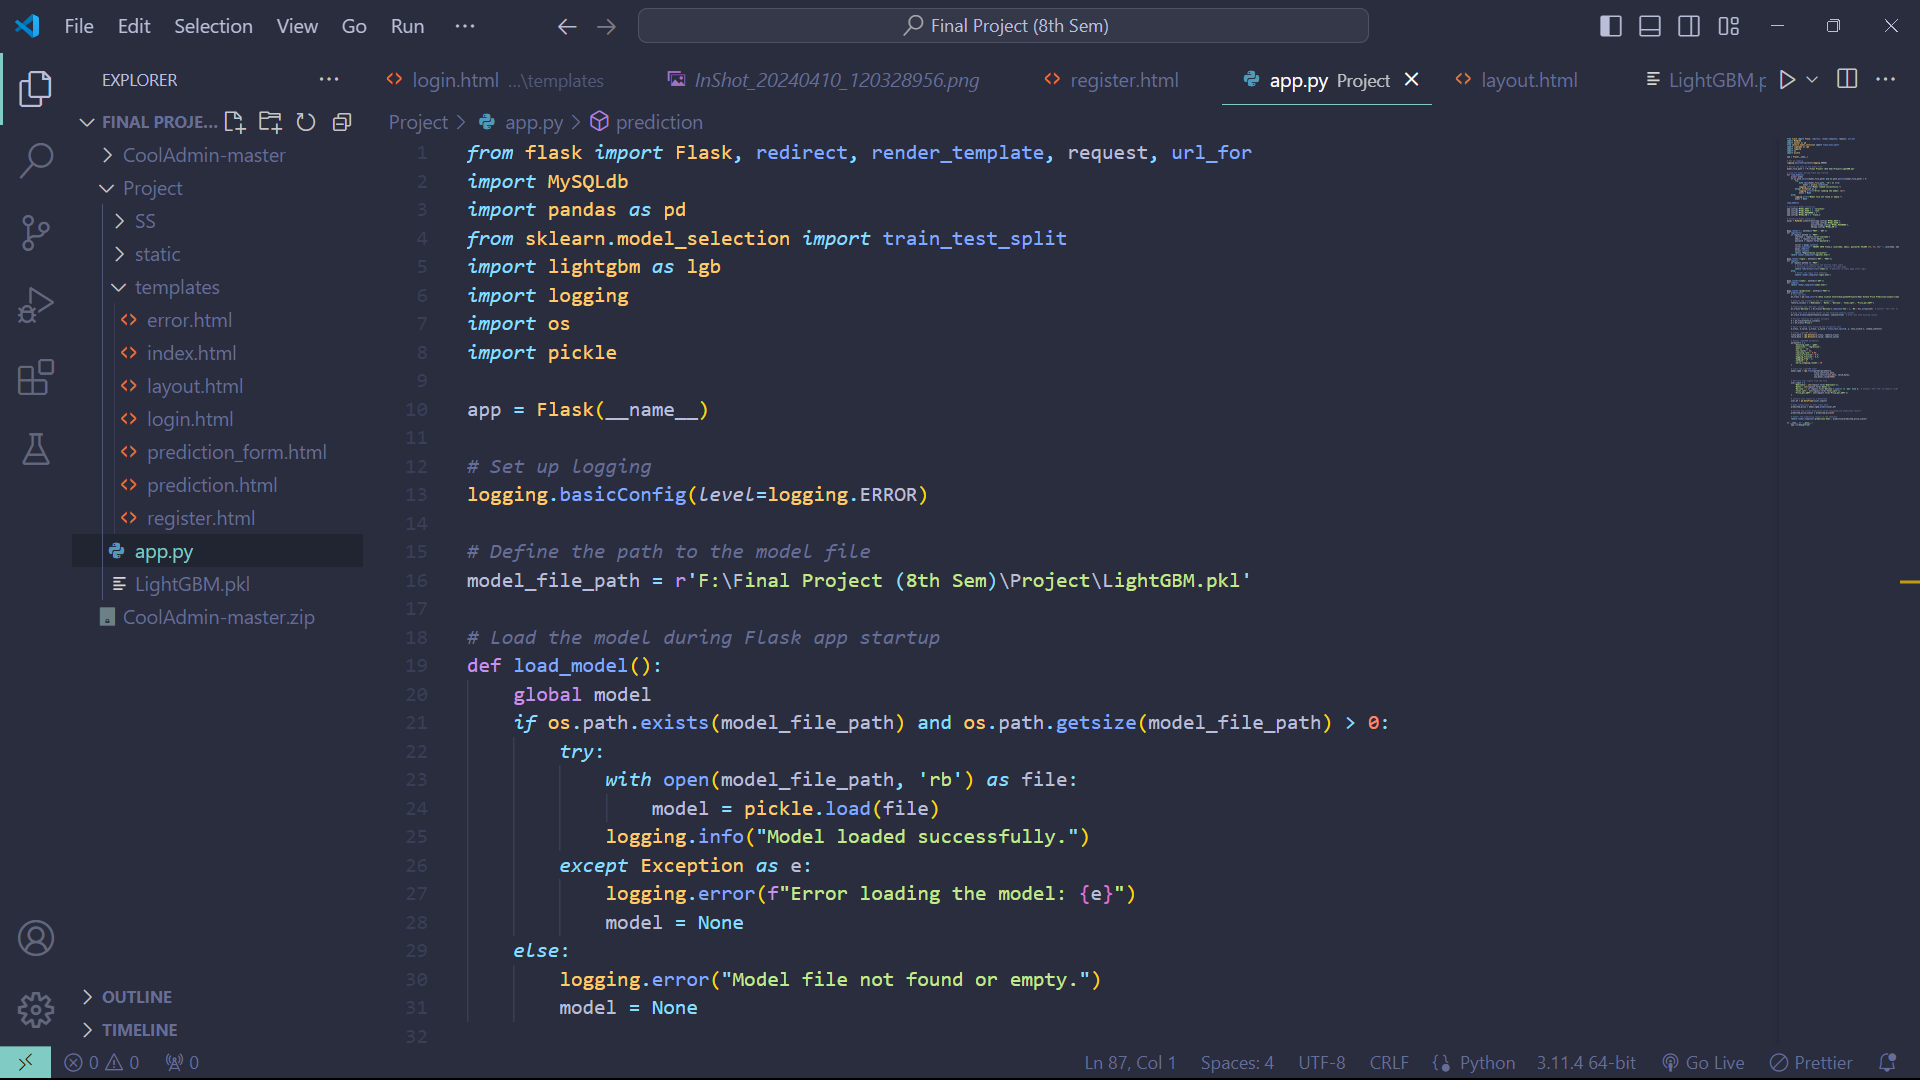 File Edit Selection View Go Run ···
Final Project (8th Sem)
EXPLORER
login.html ...\templates
InShot_20240410_120328956.png
register.html
app.py Project
layout.html
LightGBM.p
FINAL PROJE...
CoolAdmin-master
Project
SS
static
templates
error.html
index.html
layout.html
login.html
prediction_form.html
prediction.html
register.html
app.py
LightGBM.pkl
CoolAdmin-master.zip
OUTLINE
TIMELINE
Project > app.py > prediction
1 from flask import Flask, redirect, render_template, request, url_for
2 import MySQLdb
3 import pandas as pd
4 from sklearn.model_selection import train_test_split
5 import lightgbm as lgb
6 import logging
7 import os
8 import pickle
9
10 app = Flask(__name__)
11
12 # Set up logging
13 logging.basicConfig(level=logging.ERROR)
14
15 # Define the path to the model file
16 model_file_path = r'F:\Final Project (8th Sem)\Project\LightGBM.pkl'
17
18 # Load the model during Flask app startup
19 def load_model():
20     global model
21     if os.path.exists(model_file_path) and os.path.getsize(model_file_path) > 0:
22         try:
23             with open(model_file_path, 'rb') as file:
24                 model = pickle.load(file)
25             logging.info("Model loaded successfully.")
26         except Exception as e:
27             logging.error(f"Error loading the model: {e}")
28             model = None
29     else:
30         logging.error("Model file not found or empty.")
31         model = None
32
0 0 0
Ln 87, Col 1 Spaces: 4 UTF-8 CRLF Python 3.11.4 64-bit Go Live Prettier